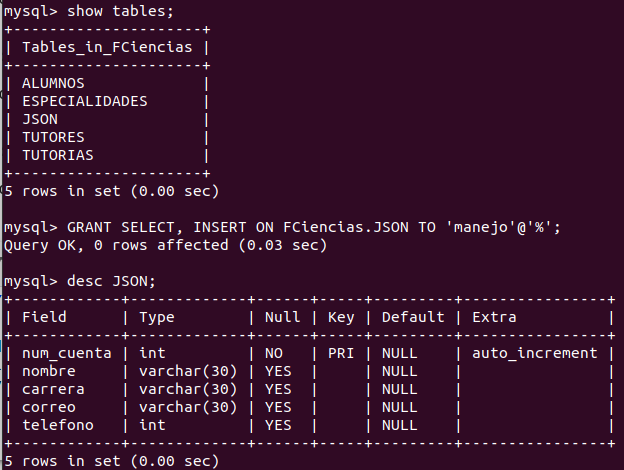 mysql> show tables;
+---------------------+
| Tables_in_FCiencias |
+---------------------+
| ALUMNOS             |
| ESPECIALIDADES      |
| JSON                |
| TUTORES             |
| TUTORIAS            |
+---------------------+
5 rows in set (0.00 sec)

mysql> GRANT SELECT, INSERT ON FCiencias.JSON TO 'manejo'@'%';
Query OK, 0 rows affected (0.03 sec)

mysql> desc JSON;
+------------+-------------+------+-----+---------+----------------+
| Field      | Type        | Null | Key | Default | Extra          |
+------------+-------------+------+-----+---------+----------------+
| num_cuenta | int         | NO   | PRI | NULL    | auto_increment |
| nombre     | varchar(30) | YES  |     | NULL    |                |
| carrera    | varchar(30) | YES  |     | NULL    |                |
| correo     | varchar(30) | YES  |     | NULL    |                |
| telefono   | int         | YES  |     | NULL    |                |
+------------+-------------+------+-----+---------+----------------+
5 rows in set (0.00 sec)